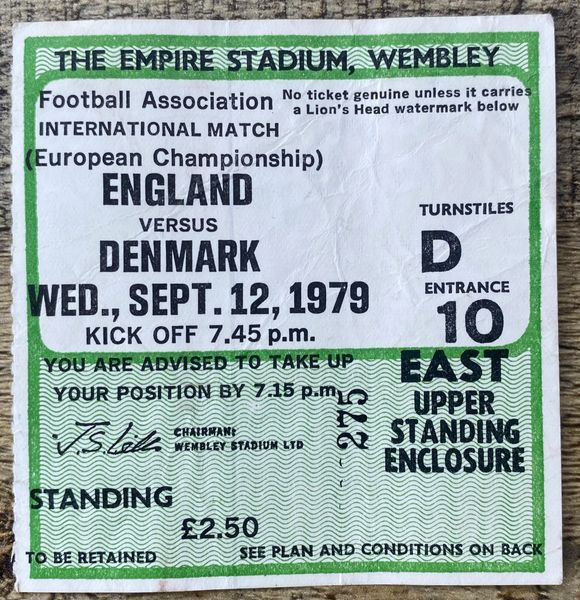 THE EMPIRE STADIUM, WEMBLEY
Football Association
No ticket genuine unless it carries
a Lion's Head watermark below
INTERNATIONAL MATCH
(European Championship)
ENGLAND
VERSUS
DENMARK
WED., SEPT. 12, 1979
KICK OFF 7.45 p.m.
TURNSTILES
D
ENTRANCE
10
EAST
UPPER
STANDING
ENCLOSURE
YOU ARE ADVISED TO TAKE UP
YOUR POSITION BY 7.15 p.m.
CHAIRMAN:
WEMBLEY STADIUM LTD
275
STANDING
£2.50
TO BE RETAINED
SEE PLAN AND CONDITIONS ON BACK